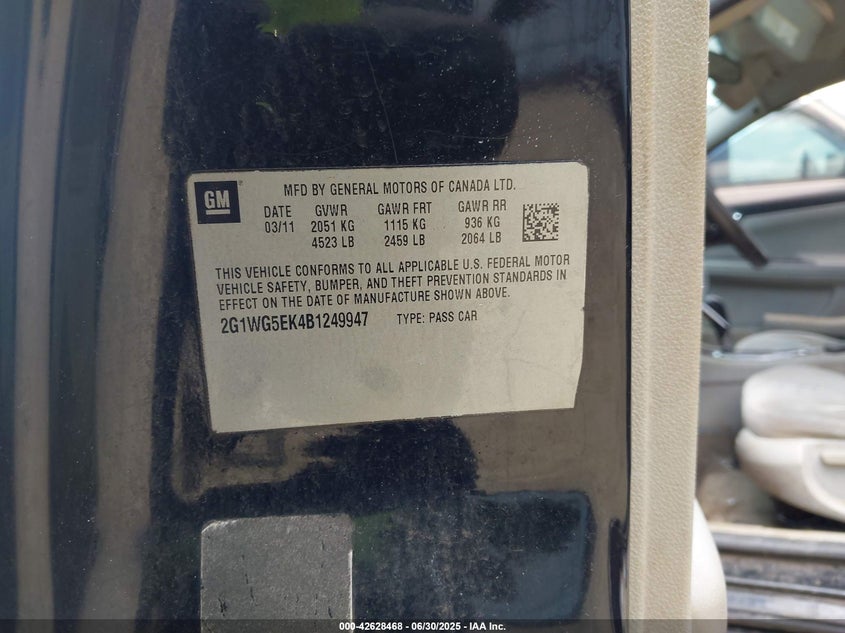 GM
MFD BY GENERAL MOTORS OF CANADA LTD.
DATE GVWR GAWR FRT GAWR RR
03/11 2051 KG 1115 KG 936 KG
4523 LB 2459 LB 2064 LB
THIS VEHICLE CONFORMS TO ALL APPLICABLE U.S. FEDERAL MOTOR
VEHICLE SAFETY, BUMPER, AND THEFT PREVENTION STANDARDS IN
EFFECT ON THE DATE OF MANUFACTURE SHOWN ABOVE.
2G1WG5EK4B1249947 TYPE: PASS CAR
000-42628468 - 06/30/2025 - IAA Inc.